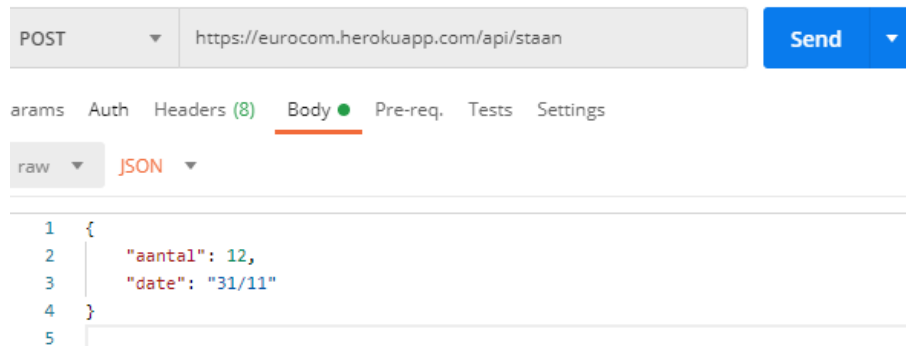 POST https://eurocom.herokuapp.com/api/staan Send
arams Auth Headers (8) Body Pre-req. Tests Settings
raw JSON
1 {
2 "aantal": 12,
3 "date": "31/11"
4 }
5